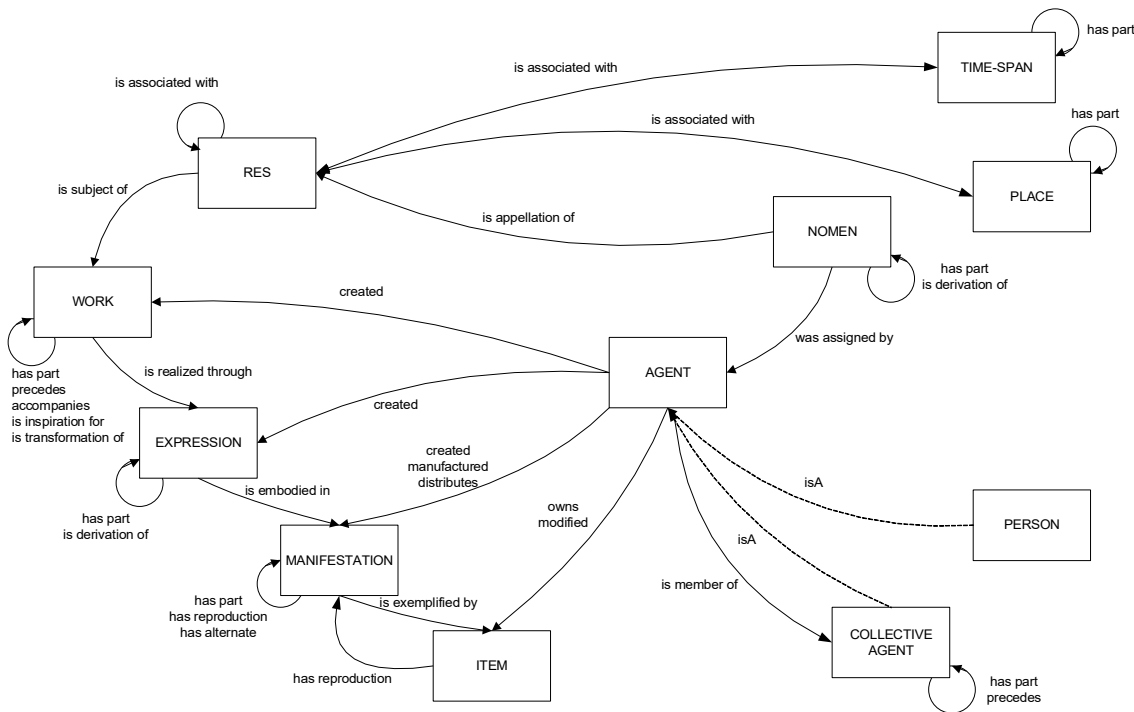 has part
TIME-SPAN
is associated with
is associated with
RES
is associated with
has part
PLACE
is subject of
is appellation of
NOMEN
has part
is derivation of
WORK
created
was assigned by
has part
precedes
accompanies
is inspiration for
is transformation of
is realized through
AGENT
created
EXPRESSION
created
manufactured
distributes
has part
is derivation of
is embodied in
owns
modified
isA
PERSON
isA
MANIFESTATION
is member of
has part
has reproduction
has alternate
is exemplified by
COLLECTIVE
AGENT
ITEM
has reproduction
has part
precedes